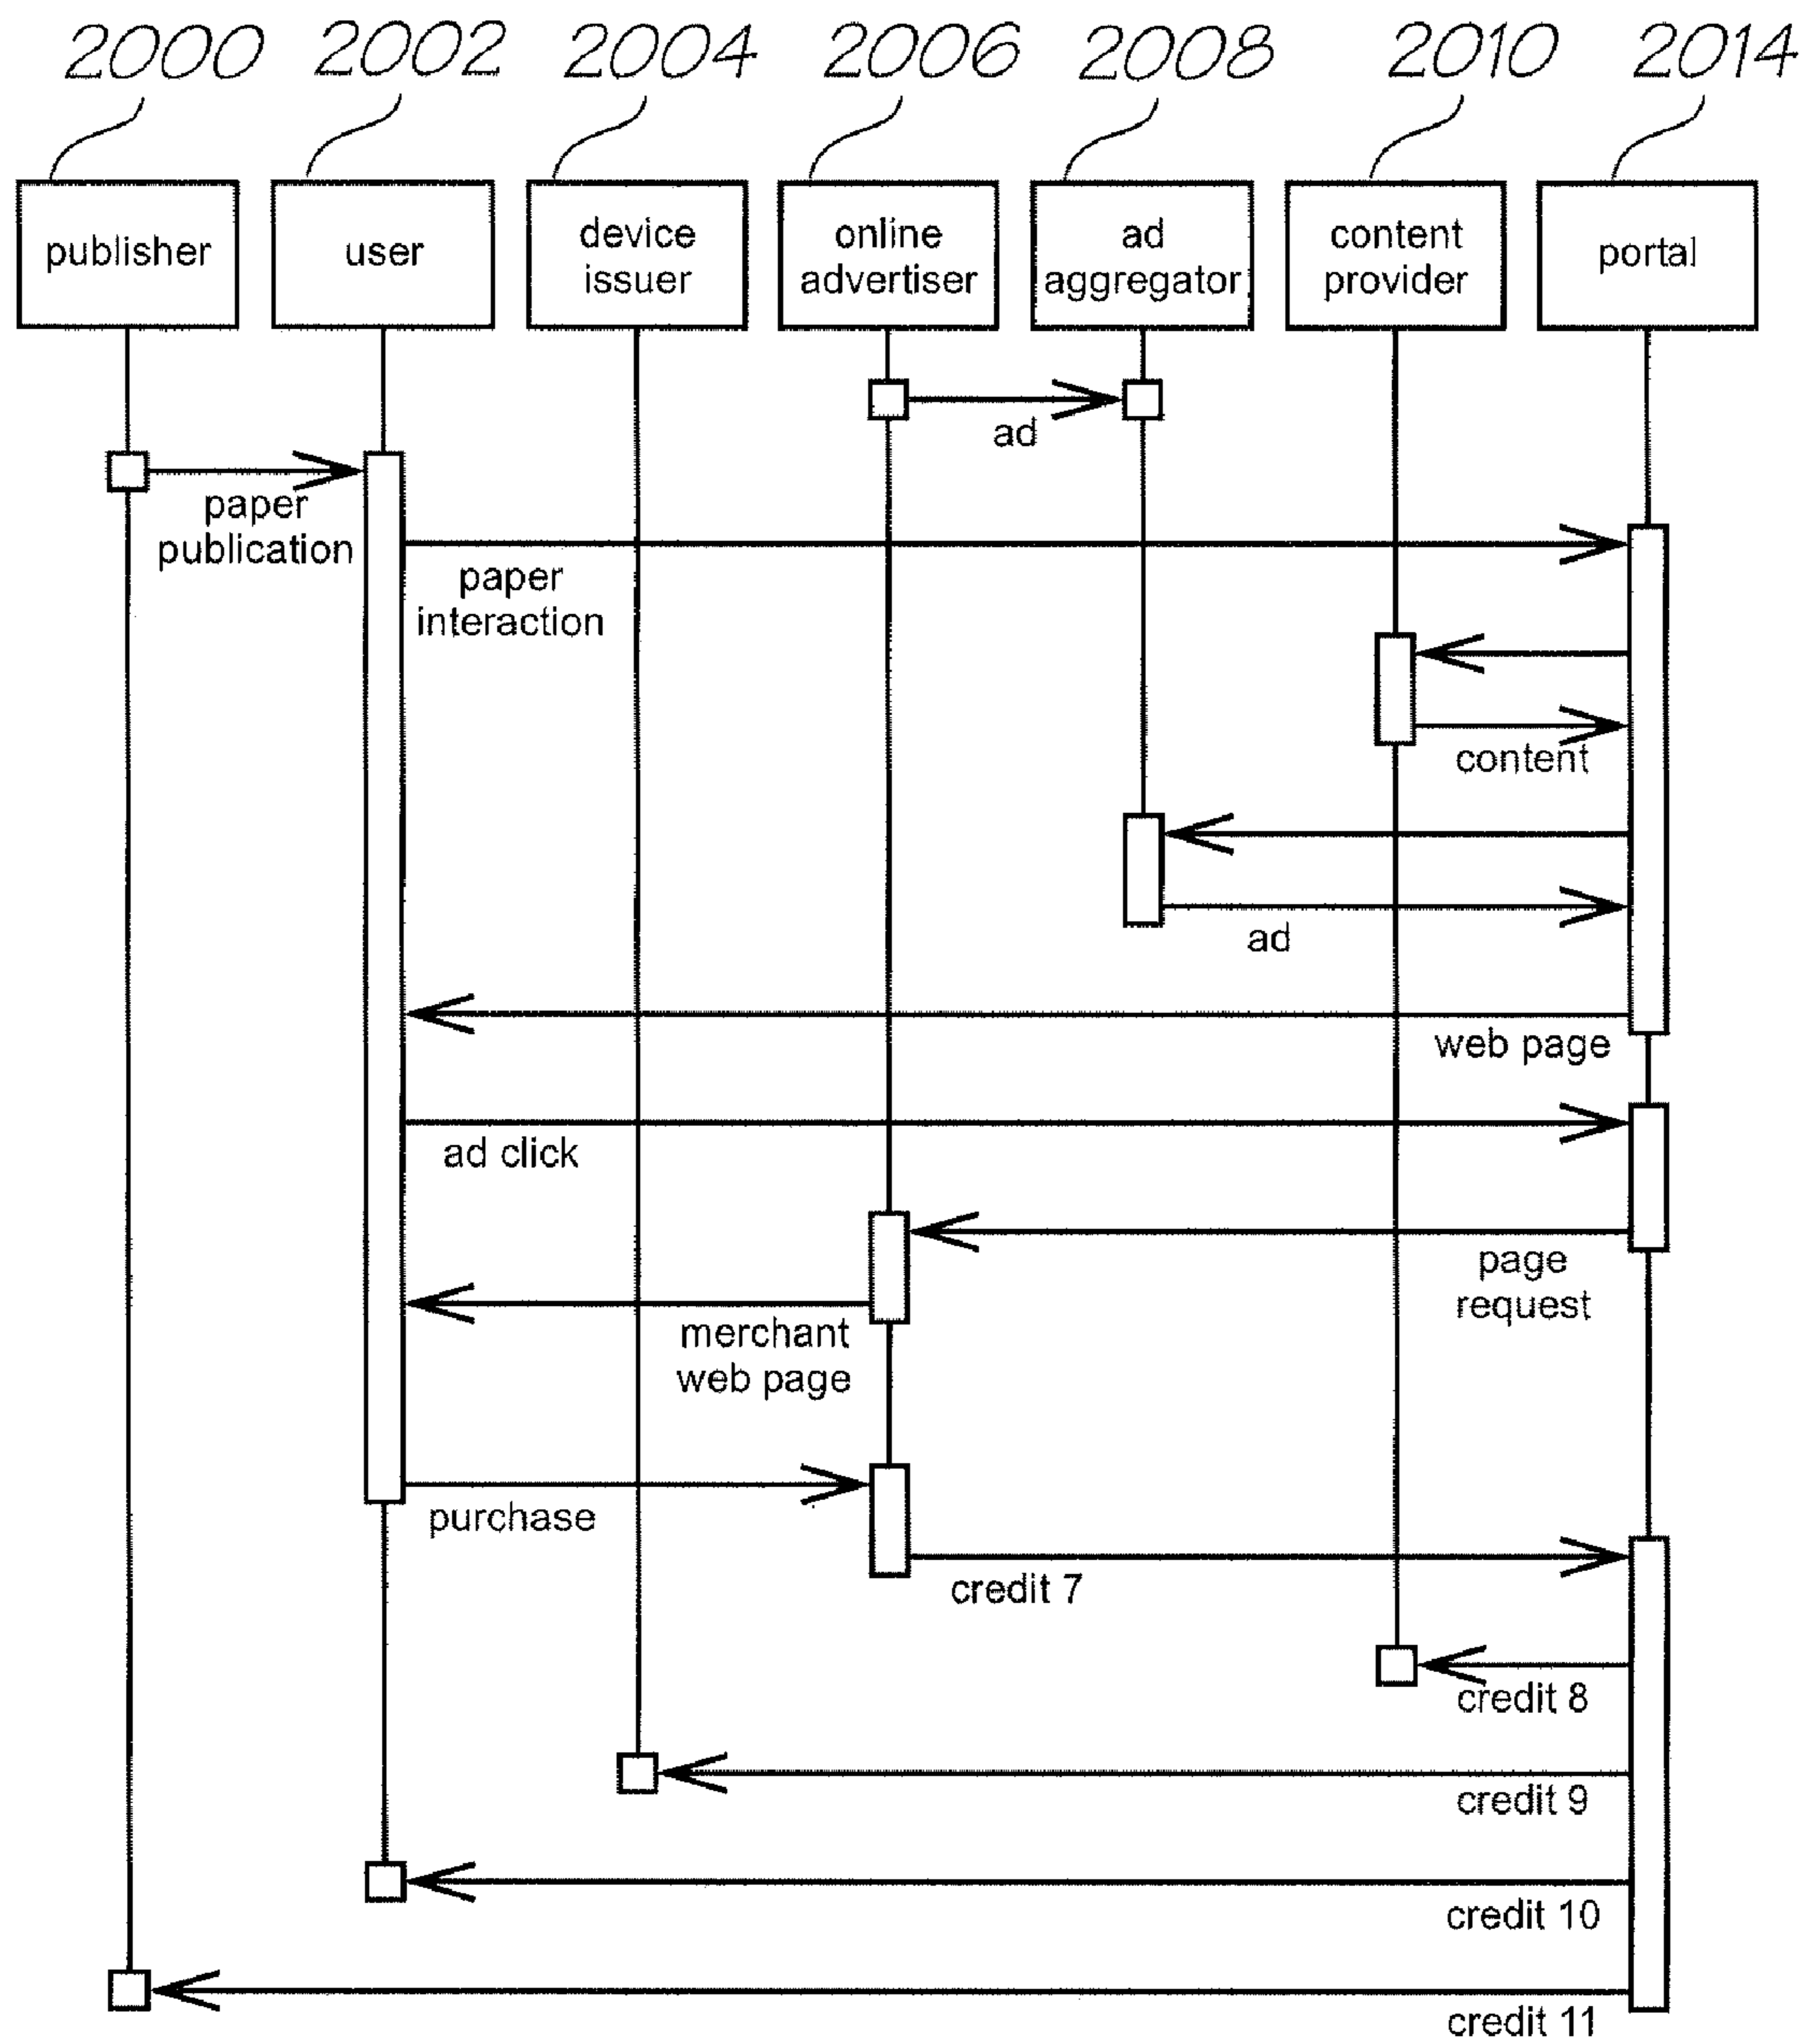 2000 2002 2004 2006 2008 2010 2014
publisher
user
device
issuer
online
advertiser
ad
aggregator
content
provider
portal
ad
paper
publication
paper
interaction
content
ad
web page
ad click
page
request
merchant
web page
purchase
credit 7
credit 8
credit 9
credit 10
credit 11